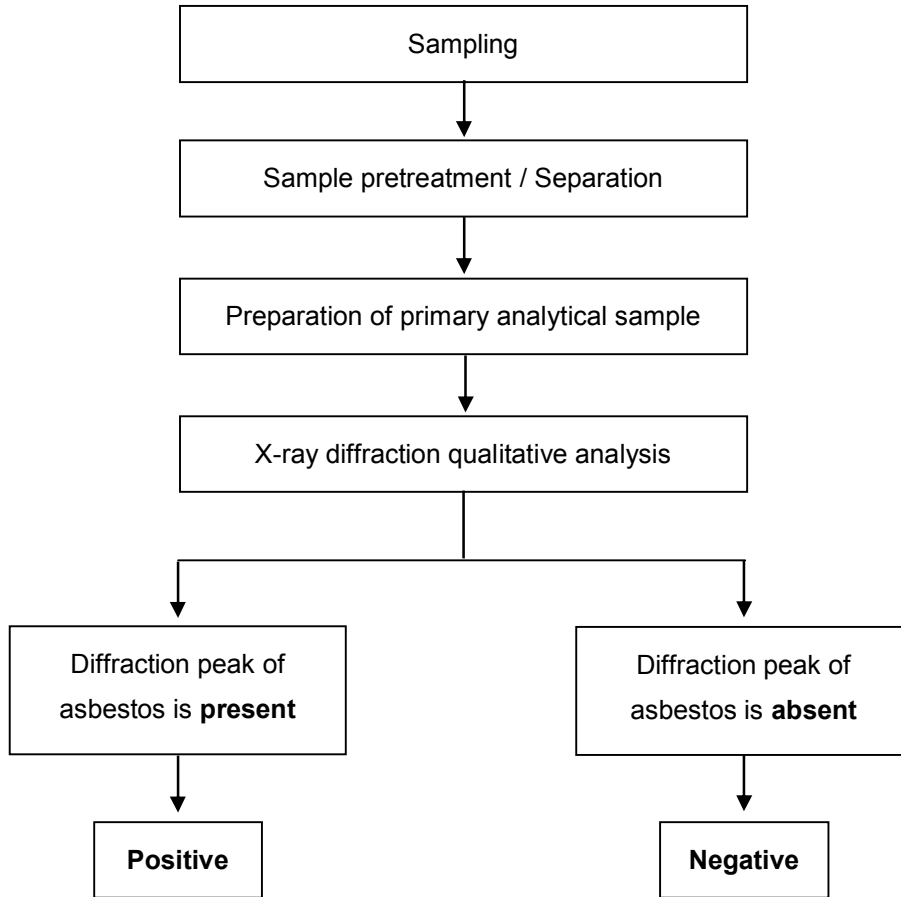 Sampling
Sample pretreatment / Separation
Preparation of primary analytical sample
X-ray diffraction qualitative analysis
Diffraction peak of
asbestos is present
Diffraction peak of
asbestos is absent
Positive
Negative